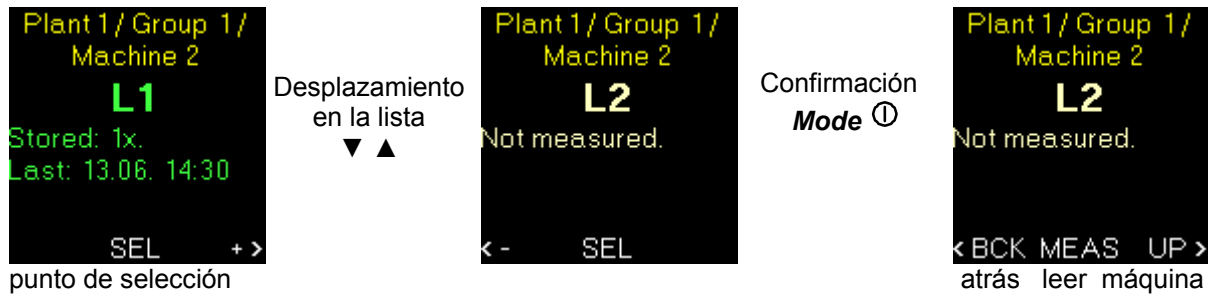 Plant 1/ Group 1/
Machine 2
L1
Stored: 1x.
Last: 13.06. 14:30
SEL + >
punto de selección
Desplazamiento
en la lista
▼ ▲
Plant 1/ Group 1/
Machine 2
L2
Not measured.
< - SEL
Confirmación
Mode
Plant 1/ Group 1/
Machine 2
L2
Not measured.
< BCK MEAS UP >
atrás leer máquina